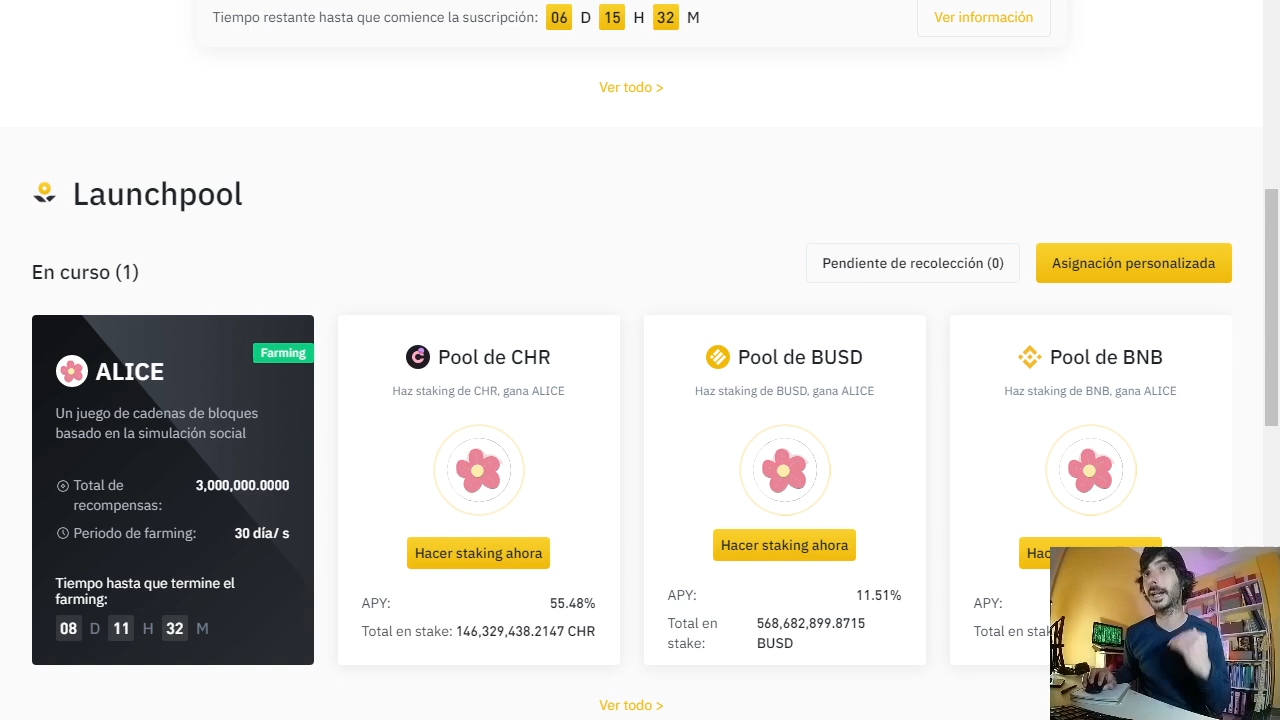 Tiempo restante hasta que comience la suscripción: 06 D 15 H 32 M
Ver información
Ver todo >
Launchpool
En curso (1)
Pendiente de recolección (0)
Asignación personalizada
Farming
ALICE
Un juego de cadenas de bloques
basado en la simulación social
Total de
recompensas:
3,000,000.0000
Periodo de farming:
30 día/ s
Tiempo hasta que termine el
farming:
08 D 11 H 32 M
Pool de CHR
Haz staking de CHR, gana ALICE
Hacer staking ahora
APY:
55.48%
Total en stake: 146,329,438.2147 CHR
Pool de BUSD
Haz staking de BUSD, gana ALICE
Hacer staking ahora
APY:
11.51%
Total en
stake:
568,682,899.8715
BUSD
Pool de BNB
Haz staking de BNB, gana ALICE
APY:
Total en
Ver todo >